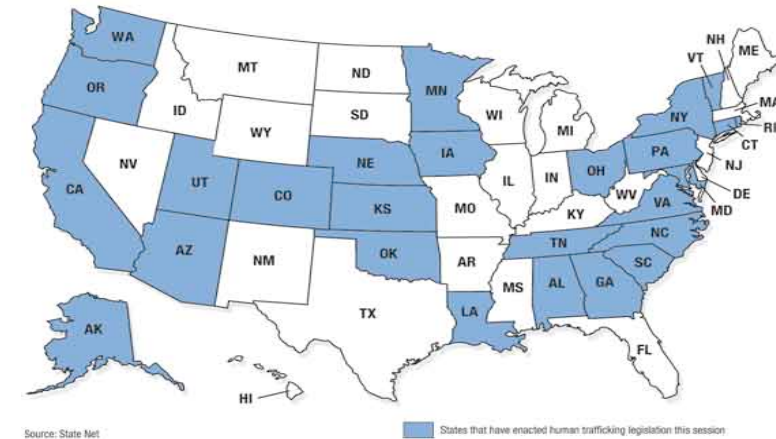 WA
MT
ND
MN
OR
ID
SD
WI
MI
NH
ME
VT
NY
MA
RI
CT
WY
NV
UT
CO
NE
IA
IL
IN
OH
PA
NJ
DE
MD
CA
AZ
NM
KS
MO
KY
WV
VA
NC
TN
OK
AR
SC
MS
AL
GA
TX
LA
FL
AK
HI
Source: State Net
States that have enacted human trafficking legislation this session